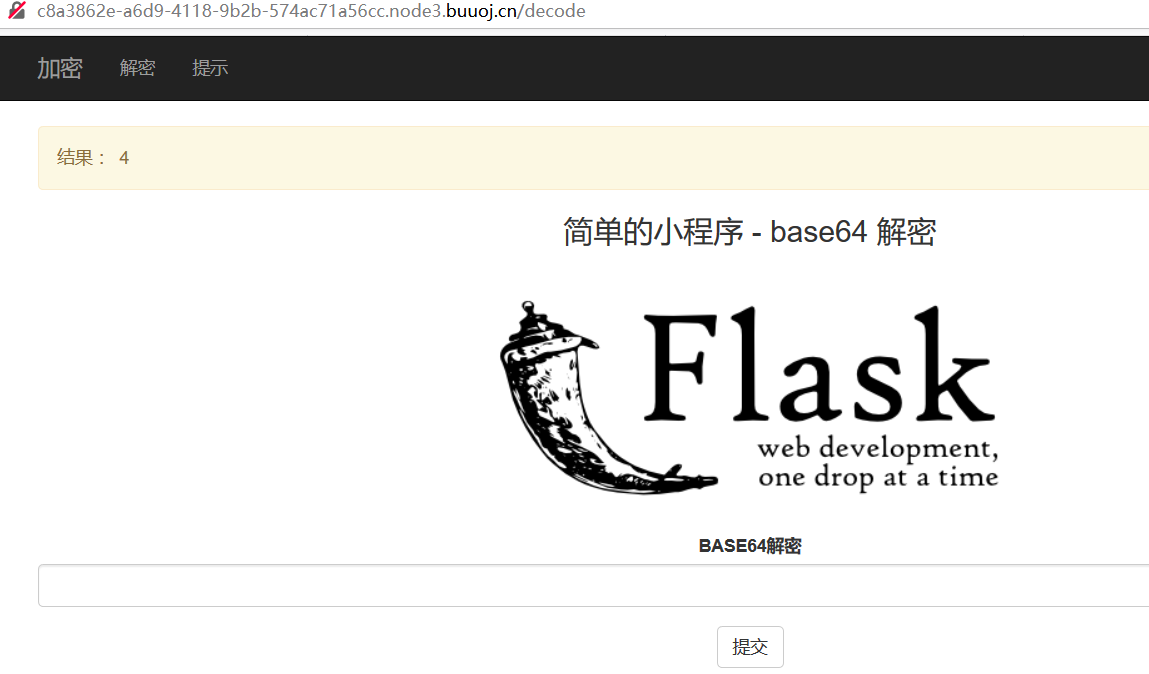 c8a3862e-a6d9-4118-9b2b-574ac71a56cc.node3.buuoj.cn/decode
加密 解密 提示
结果： 4
简单的小程序 - base64 解密
Flask
web development,
one drop at a time
BASE64解密
提交